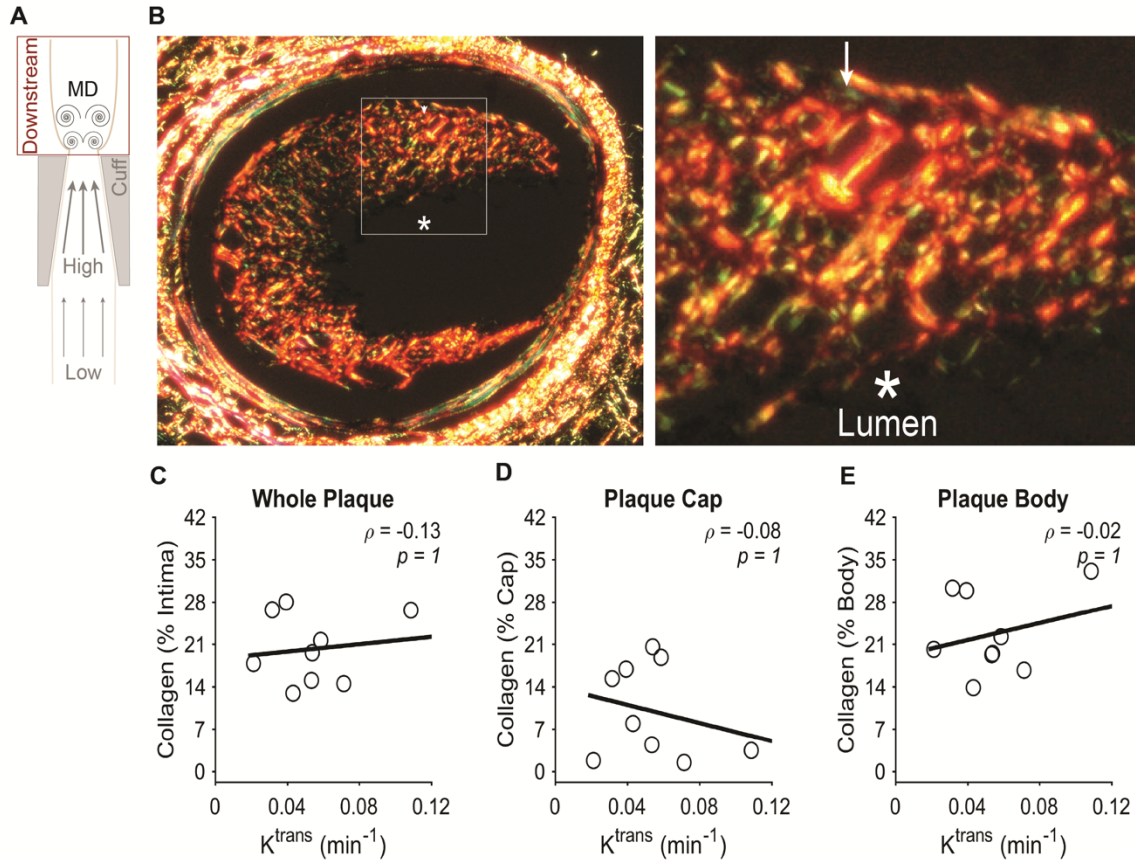 A
Downstream
MD
Cuff
High
Low
B
*
*
Lumen
C
Whole Plaque
ρ = -0.13
p = 1
Collagen (% Intima)
42
35
28
21
14
7
0
0
0.04
0.08
0.12
K^trans (min^-1)
D
Plaque Cap
ρ = -0.08
p = 1
Collagen (% Cap)
42
35
28
21
14
7
0
0
0.04
0.08
0.12
K^trans (min^-1)
E
Plaque Body
ρ = -0.02
p = 1
Collagen (% Body)
42
35
28
21
14
7
0
0
0.04
0.08
0.12
K^trans (min^-1)